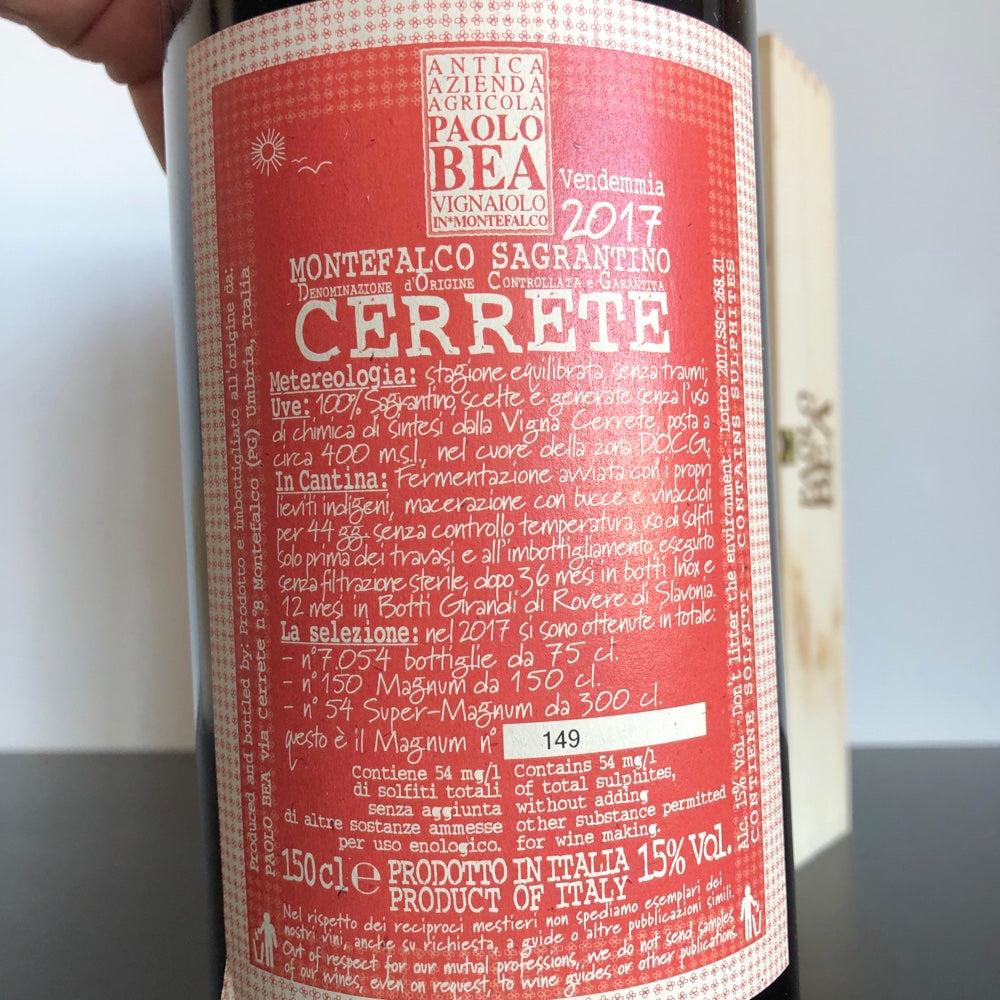 ANTICA
AZIENDA
AGRICOLA
PAOLO
BEA
VIGNAIOLO
IN*MONTEFALCO
Vendemmia
2017
MONTEFALCO SAGRANTINO
DENOMINAZIONE d'ORIGINE CONTROLLATA e GARANTITA
CERRETE
Metereologia: stagione equilibrata, senza traumi;
Uve: 100% Sagrantino, scelte e generate senza l'uso
di chimica di sintesi dalla Vigna Cerrete, posta a
circa 400 m.s.l., nel cuore della zona D.O.C.G.;
In Cantina: Fermentazione avviata con i propri
lieviti indigeni, macerazione con bucce e vinaccioli
per 44 gg. senza controllo temperatura, uso di solfiti
solo prima dei travasi e all'imbottigliamento, eseguito
senza filtrazione sterile, dopo 36 mesi in botti Inox e
12 mesi in Botti Grandi di Rovere di Slavonia.
La selezione: nel 2017 si sono ottenute in totale:
- n°7.054 bottiglie da 75 cl.
- n°150 Magnum da 150 cl.
- n°54 Super-Magnum da 300 cl.
questo è il Magnum n° 149
Contiene 54 mg/l
di solfiti totali
senza aggiunta
di altre sostanze ammesse
per uso enologico.
Contains 54 mg/l
of total sulphites,
without adding
other substance permitted
for wine making.
150 cl e PRODOTTO IN ITALIA 15% Vol.
PRODUCT OF ITALY
Nel rispetto dei reciproci mestieri non spediamo esemplari dei
nostri vini, anche su richiesta, a guide o altre pubblicazioni simili.
Out of respect for our mutual professions, we do not send samples
of our wines, even on request, to wine guides or other publications.
Produced and bottled by: Prodotto e imbottigliato all'origine da:
PAOLO BEA via Cerrete n°8 Montefalco (PG) Umbria, Italia
Alc. 15% Vol. - Don't litter the environment - Lotto 2017.SSC-268.21
CONTIENE SOLFITI - CONTAINS SULPHITES
PAOLO
BEA